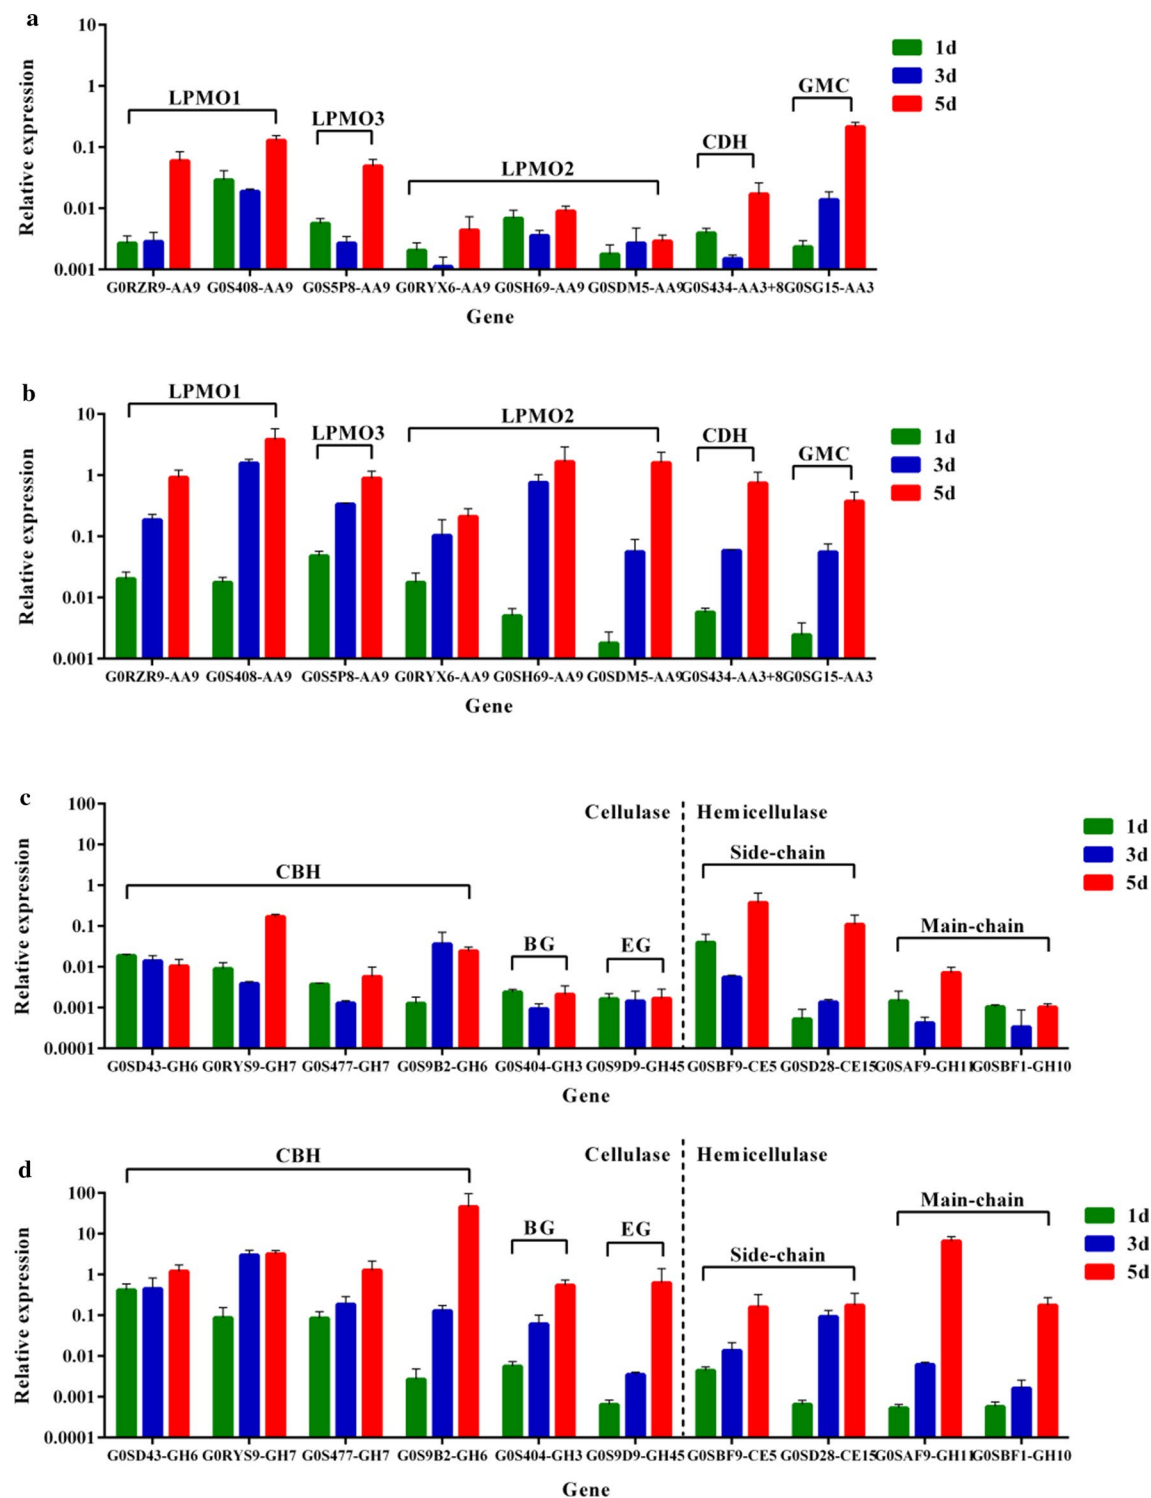 a
10
1
0.1
0.01
0.001
Relative expression
LPMO1
LPMO3
LPMO2
CDH
GMC
1d
3d
5d
G0RZR9-AA9 G0S408-AA9 G0S5P8-AA9 G0RYX6-AA9 G0SH69-AA9 G0SDM5-AA9 G0S434-AA3+8 G0SG15-AA3
Gene
b
10
1
0.1
0.01
0.001
Relative expression
LPMO1
LPMO3
LPMO2
CDH
GMC
1d
3d
5d
G0RZR9-AA9 G0S408-AA9 G0S5P8-AA9 G0RYX6-AA9 G0SH69-AA9 G0SDM5-AA9 G0S434-AA3+8 G0SG15-AA3
Gene
c
100
10
1
0.1
0.01
0.001
0.0001
Relative expression
Cellulase Hemicellulase
CBH
BG
EG
Side-chain
Main-chain
1d
3d
5d
G0SD43-GH6 G0RYS9-GH7 G0S477-GH7 G0S9B2-GH6 G0S404-GH3 G0S9D9-GH45 G0SBF9-CE5 G0SD28-CE15 G0SAF9-GH11 G0SBF1-GH10
Gene
d
100
10
1
0.1
0.01
0.001
0.0001
Relative expression
Cellulase Hemicellulase
CBH
BG
EG
Side-chain
Main-chain
1d
3d
5d
G0SD43-GH6 G0RYS9-GH7 G0S477-GH7 G0S9B2-GH6 G0S404-GH3 G0S9D9-GH45 G0SBF9-CE5 G0SD28-CE15 G0SAF9-GH11 G0SBF1-GH10
Gene